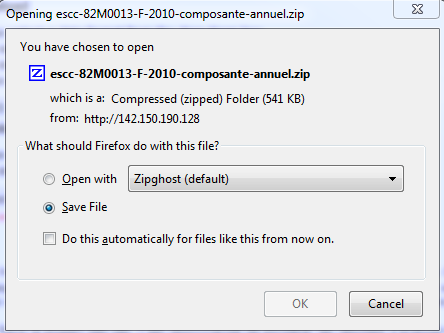 Opening escc-82M0013-F-2010-composante-annuel.zip
You have chosen to open
Z escc-82M0013-F-2010-composante-annuel.zip
which is a: Compressed (zipped) Folder (541 KB)
from: http://142.150.190.128
What should Firefox do with this file?
Open with Zipghost (default)
Save File
Do this automatically for files like this from now on.
OK Cancel